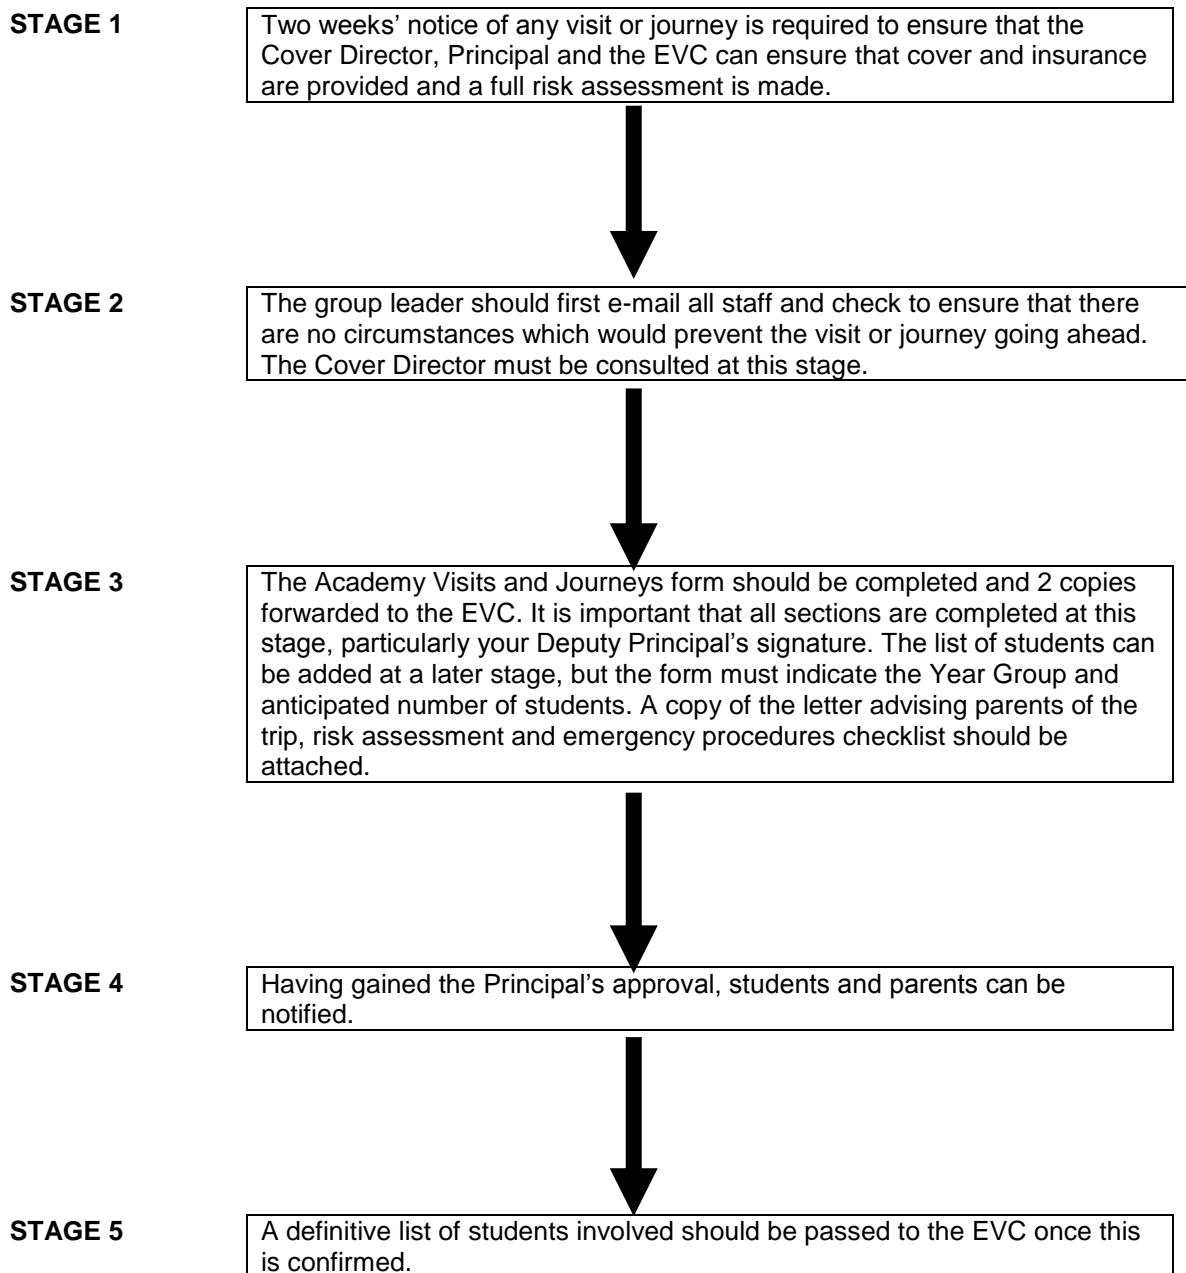 STAGE 1
Two weeks’ notice of any visit or journey is required to ensure that the
Cover Director, Principal and the EVC can ensure that cover and insurance
are provided and a full risk assessment is made.
STAGE 2
The group leader should first e-mail all staff and check to ensure that there
are no circumstances which would prevent the visit or journey going ahead.
The Cover Director must be consulted at this stage.
STAGE 3
The Academy Visits and Journeys form should be completed and 2 copies
forwarded to the EVC. It is important that all sections are completed at this
stage, particularly your Deputy Principal’s signature. The list of students can
be added at a later stage, but the form must indicate the Year Group and
anticipated number of students. A copy of the letter advising parents of the
trip, risk assessment and emergency procedures checklist should be
attached.
STAGE 4
Having gained the Principal’s approval, students and parents can be
notified.
STAGE 5
A definitive list of students involved should be passed to the EVC once this
is confirmed.